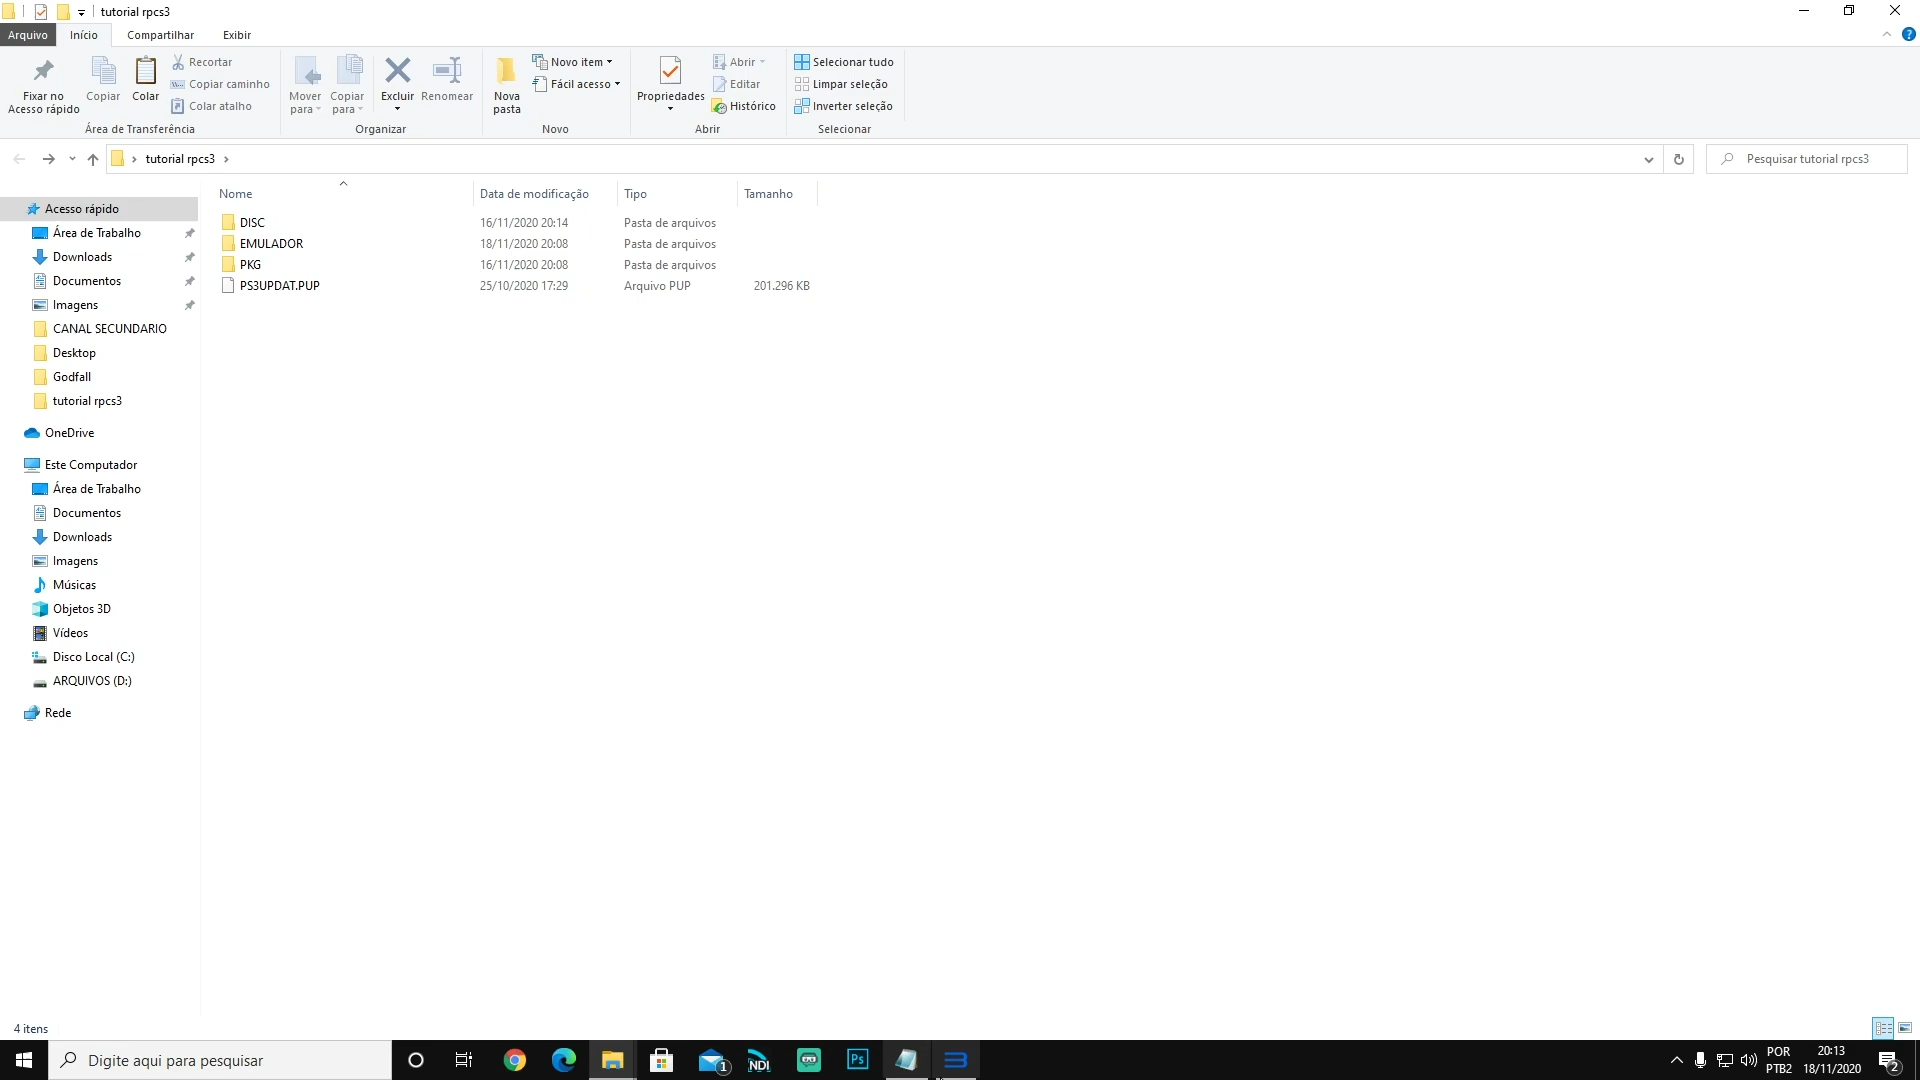 tutorial rpcs3
Arquivo Início Compartilhar Exibir
Fixar no
Acesso rápido
Copiar
Colar
Recortar
Copiar caminho
Colar atalho
Área de Transferência
Mover
para
Copiar
para
Excluir
Renomear
Organizar
Nova
pasta
Novo item
Fácil acesso
Novo
Propriedades
Abrir
Editar
Histórico
Abrir
Selecionar tudo
Limpar seleção
Inverter seleção
Selecionar
tutorial rpcs3
Pesquisar tutorial rpcs3
Acesso rápido
Área de Trabalho
Downloads
Documentos
Imagens
CANAL SECUNDARIO
Desktop
Godfall
tutorial rpcs3
OneDrive
Este Computador
Área de Trabalho
Documentos
Downloads
Imagens
Músicas
Objetos 3D
Vídeos
Disco Local (C:)
ARQUIVOS (D:)
Rede
Nome Data de modificação Tipo Tamanho
DISC 16/11/2020 20:14 Pasta de arquivos
EMULADOR 18/11/2020 20:08 Pasta de arquivos
PKG 16/11/2020 20:08 Pasta de arquivos
PS3UPDAT.PUP 25/10/2020 17:29 Arquivo PUP 201.296 KB
4 itens
Digite aqui para pesquisar
1
NDI
Ps
POR
PTB2
20:13
18/11/2020
2